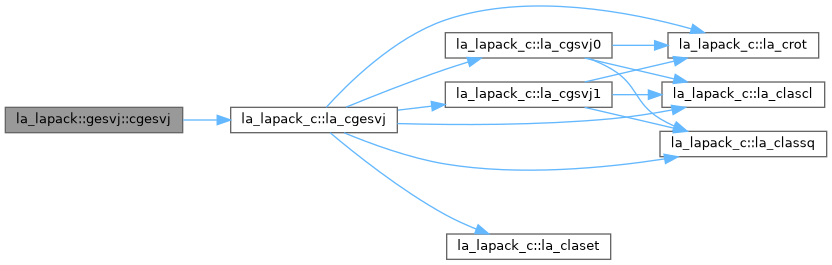 la_lapack::gesvj::cgesvj
la_lapack_c::la_cgesvj
la_lapack_c::la_cgsvj0
la_lapack_c::la_cgsvj1
la_lapack_c::la_crot
la_lapack_c::la_clascl
la_lapack_c::la_classq
la_lapack_c::la_claset